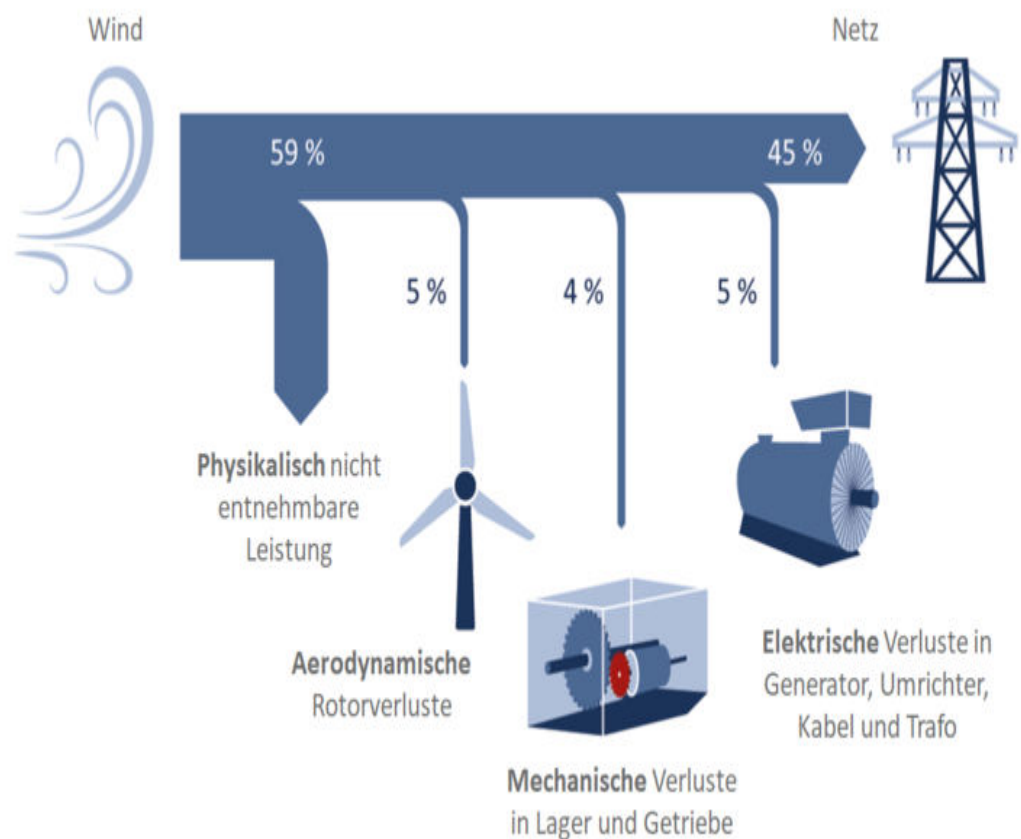 Wind
Netz
59 %
45 %
5 %
4 %
5 %
Physikalisch nicht
entnehmbare
Leistung
Aerodynamische
Rotorverluste
Mechanische Verluste
in Lager und Getriebe
Elektrische Verluste in
Generator, Umrichter,
Kabel und Trafo